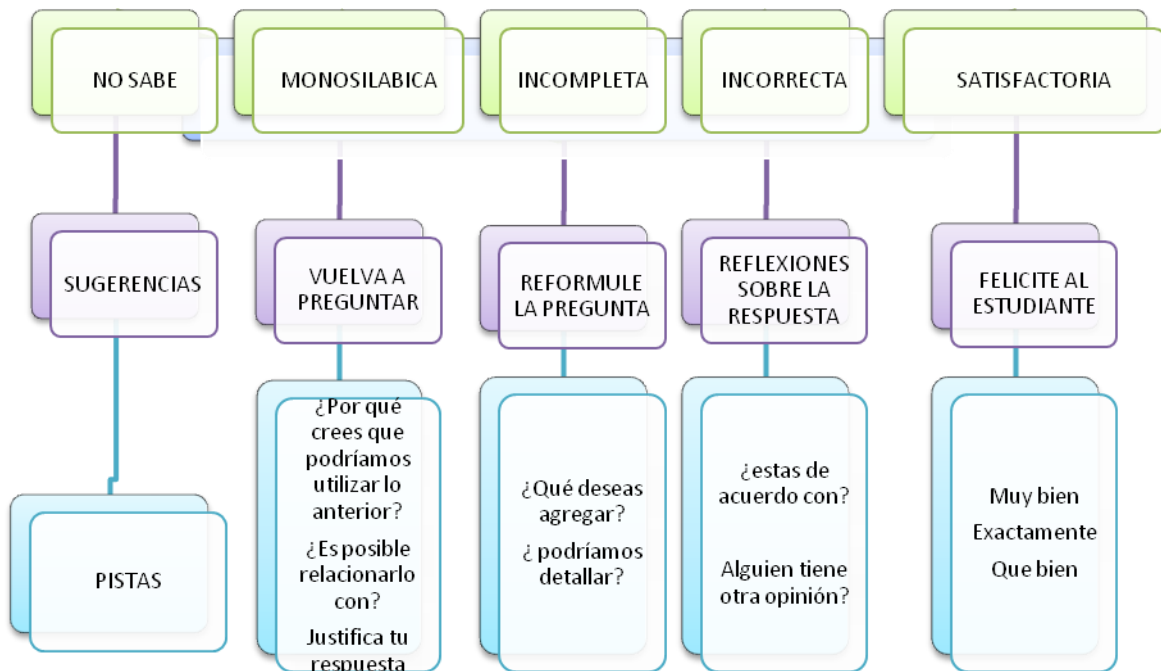 NO SABE
MONOSILABICA
INCOMPLETA
INCORRECTA
SATISFACTORIA
SUGERENCIAS
VUELVA A
PREGUNTAR
REFORMULE
LA PREGUNTA
REFLEXIONES
SOBRE LA
RESPUESTA
FELICITE AL
ESTUDIANTE
PISTAS
¿Por qué
crees que
podríamos
utilizar lo
anterior?
¿Es posible
relacionarlo
con?
Justifica tu
respuesta
¿Qué deseas
agregar?
¿ podríamos
detallar?
¿estas de
acuerdo con?
Alguien tiene
otra opinión?
Muy bien
Exactamente
Que bien